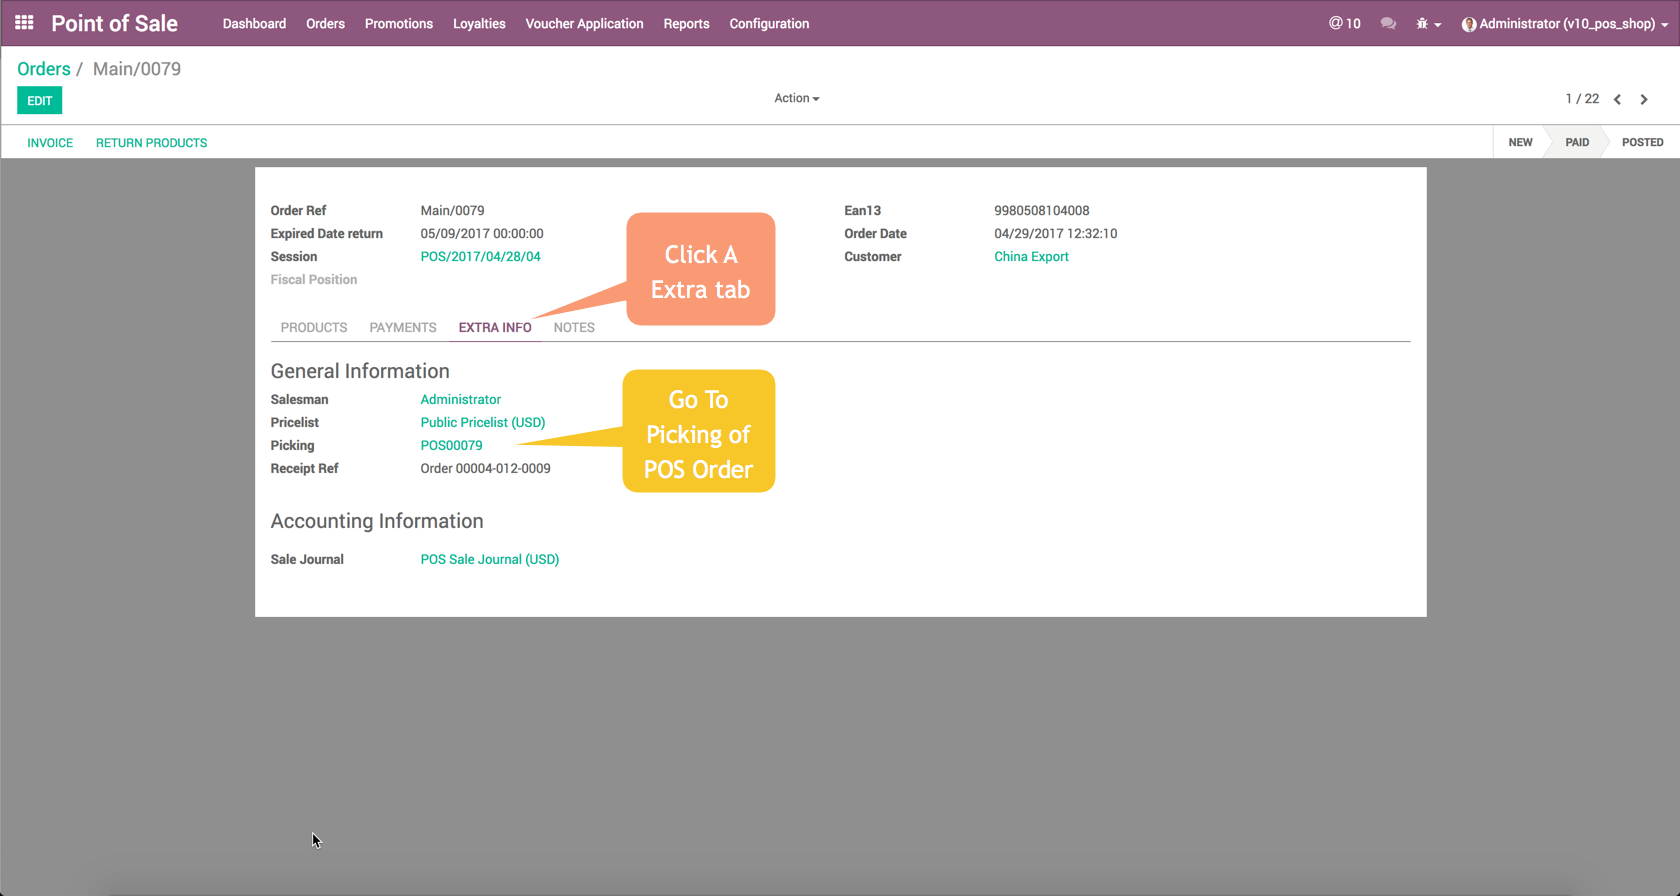 Point of Sale Dashboard Orders Promotions Loyalties Voucher Application Reports Configuration @ 10 Administrator (v10_pos_shop)
Orders / Main/0079
EDIT Action 1 / 22
INVOICE RETURN PRODUCTS NEW PAID POSTED
Order Ref Main/0079 Ean13 9980508104008
Expired Date return 05/09/2017 00:00:00 Order Date 04/29/2017 12:32:10
Session POS/2017/04/28/04 Customer China Export
Fiscal Position
Click A
Extra tab
PRODUCTS PAYMENTS EXTRA INFO NOTES
General Information
Salesman Administrator
Pricelist Public Pricelist (USD)
Picking POS00079
Receipt Ref Order 00004-012-0009
Go To
Picking of
POS Order
Accounting Information
Sale Journal POS Sale Journal (USD)